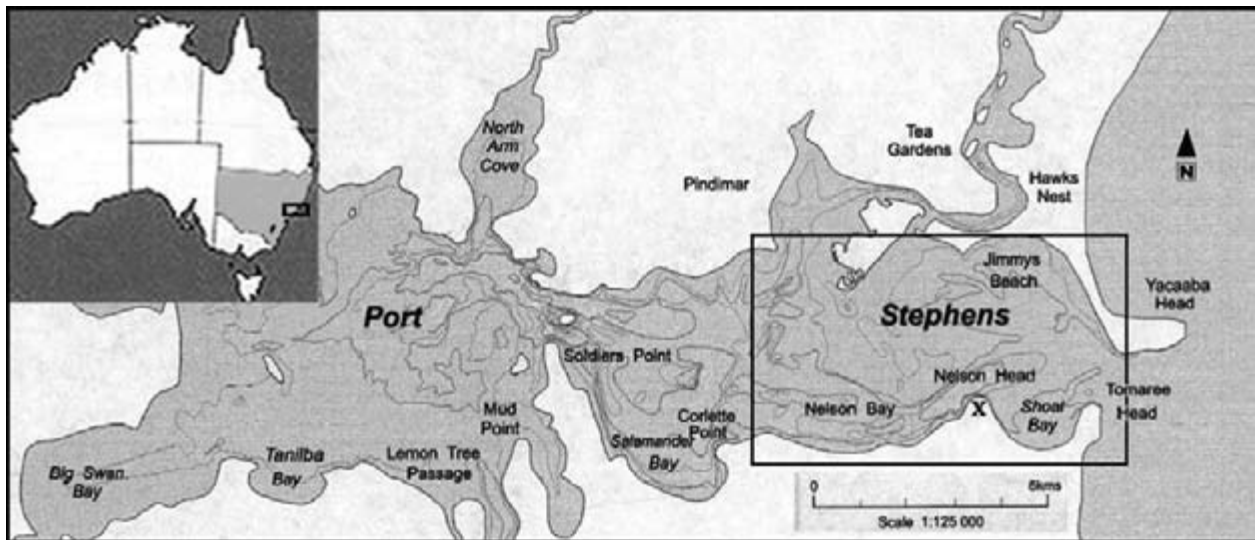 North
Arm
Cove
Tea
Gardens
Pindimar
Hawks
Nest
N
Jimmys
Beach
Yacaaba
Head
Port
Stephens
Soldiers Point
Nelson Head
Tomaree
Head
Mud
Point
Corlette
Point
Nelson Bay
X
Shoal
Bay
Salamander
Bay
Lemon Tree
Passage
Tanilba
Bay
Big Swan
Bay
0
Scale 1:125 000